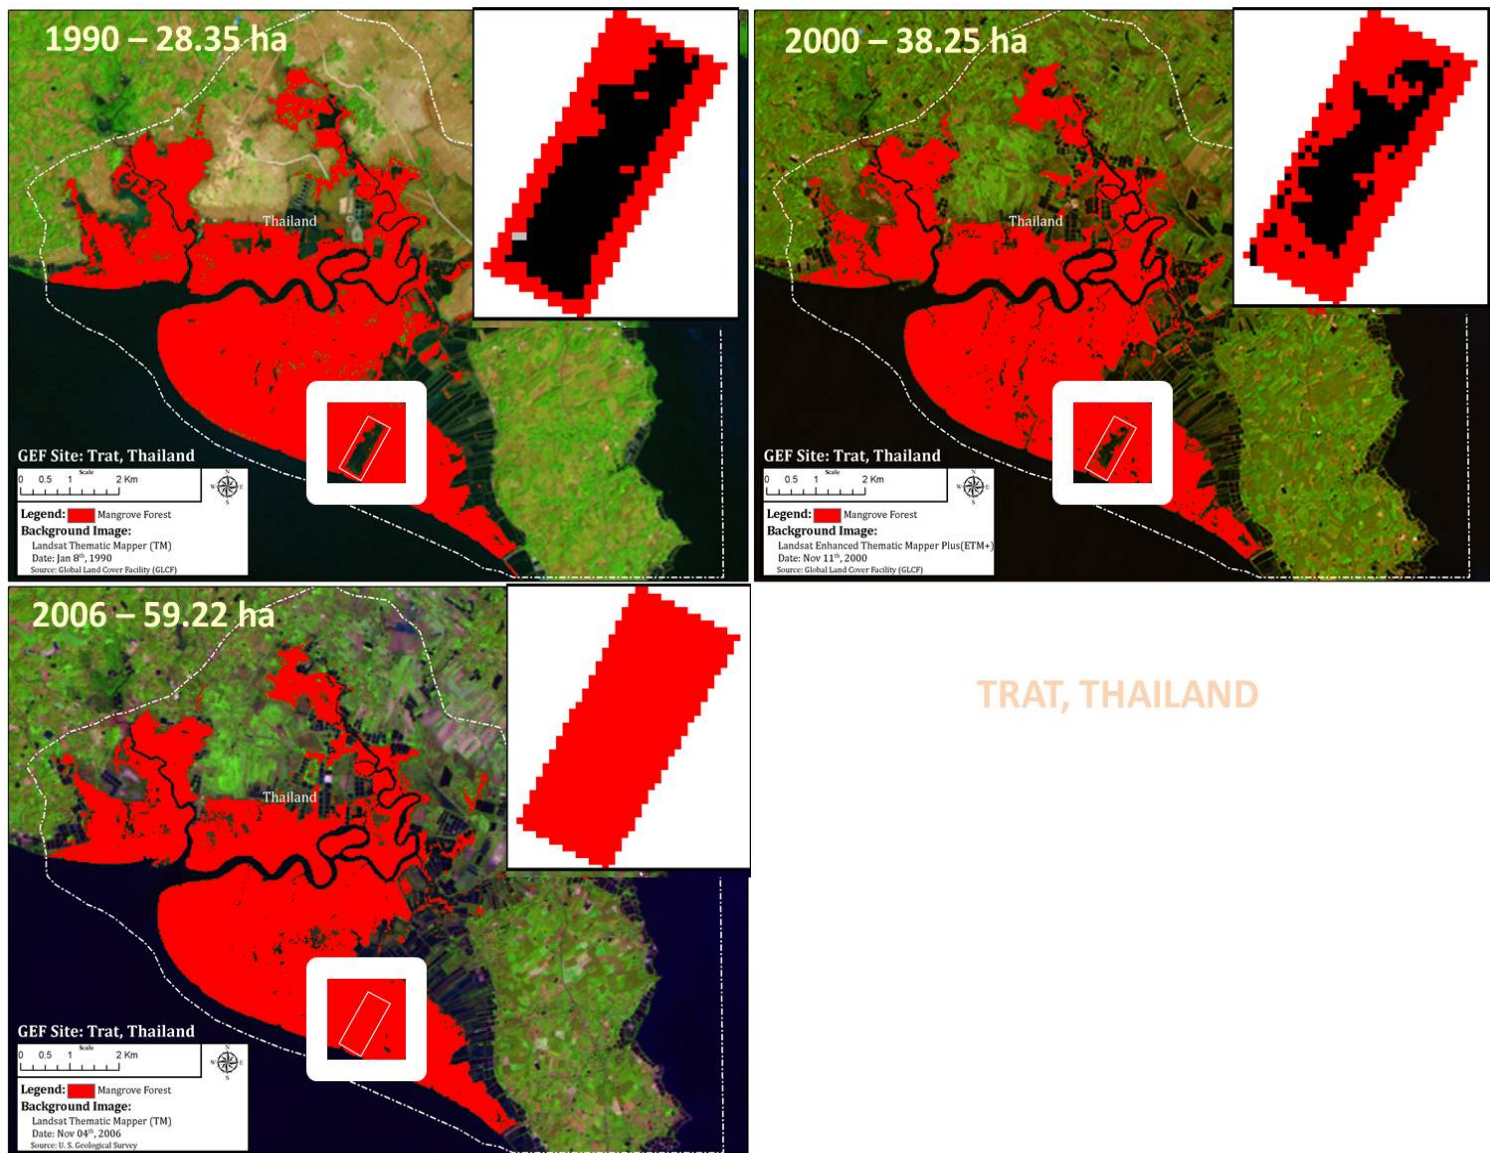 1990 – 28.35 ha
Thailand
GEF Site: Trat, Thailand
Scale
0 0.5 1 2 Km
N
W E
S
Legend: Mangrove Forest
Background Image:
Landsat Thematic Mapper (TM)
Date: Jan 8th, 1990
Source: Global Land Cover Facility (GLCF)
2000 – 38.25 ha
Thailand
GEF Site: Trat, Thailand
Scale
0 0.5 1 2 Km
N
W E
S
Legend: Mangrove Forest
Background Image:
Landsat Enhanced Thematic Mapper Plus(ETM+)
Date: Nov 11th, 2000
Source: Global Land Cover Facility (GLCF)
2006 – 59.22 ha
Thailand
GEF Site: Trat, Thailand
Scale
0 0.5 1 2 Km
N
W E
S
Legend: Mangrove Forest
Background Image:
Landsat Thematic Mapper (TM)
Date: Nov 04th, 2006
Source: U. S. Geological Survey
TRAT, THAILAND